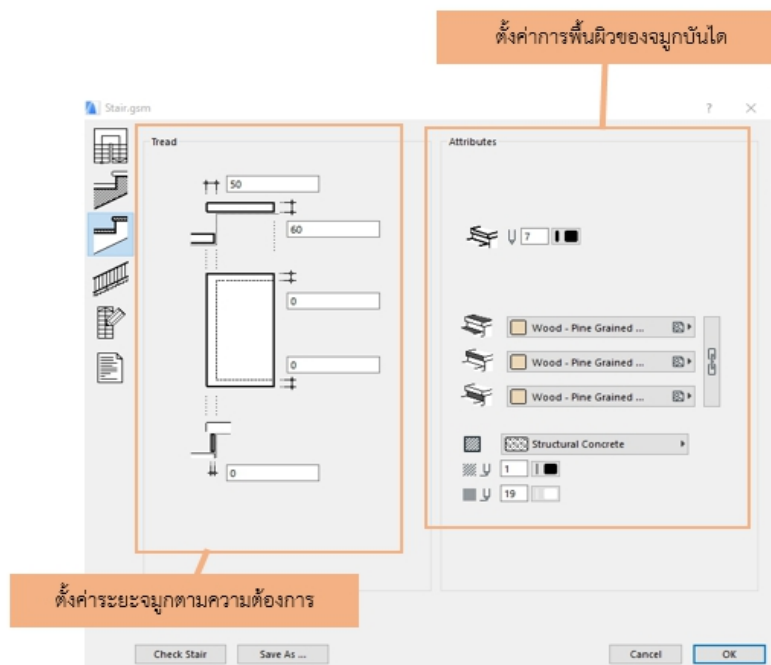 ตั้งค่าการพื้นผิวของจมูกบันได
Stair.gsm
?
Tread
Attributes
50
60
7
0
Wood - Pine Grained ...
Wood - Pine Grained ...
0
Wood - Pine Grained ...
Structural Concrete
0
1
19
ตั้งค่าระยะจมูกตามความต้องการ
Check Stair
Save As ...
Cancel
OK